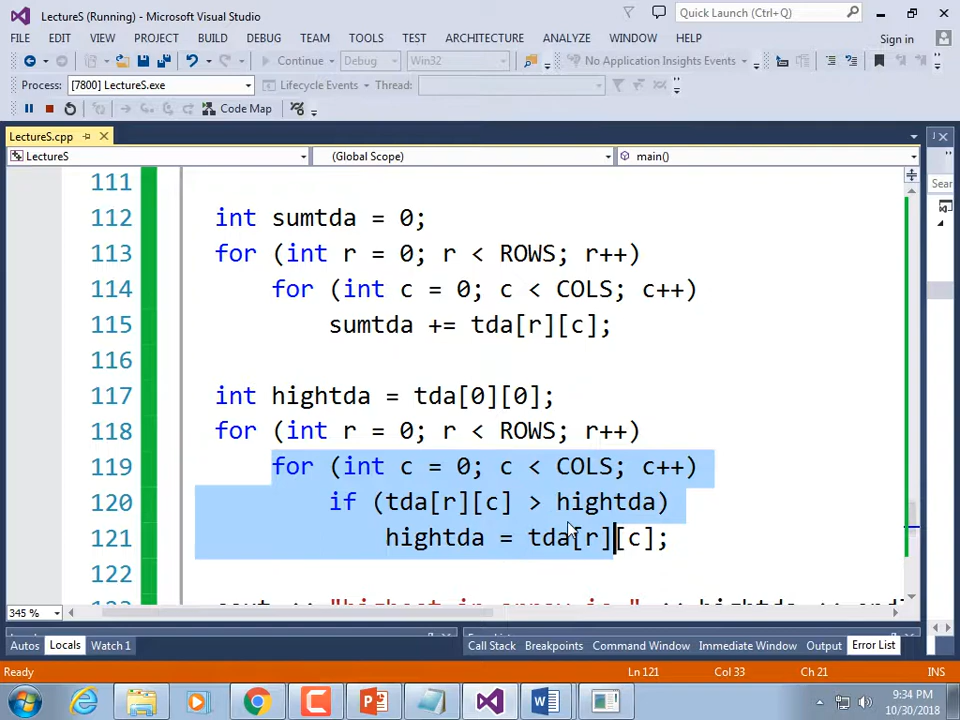 LectureS (Running) - Microsoft Visual Studio
Quick Launch (Ctrl+Q)
FILE EDIT VIEW PROJECT BUILD DEBUG TEAM TOOLS TEST ARCHITECTURE ANALYZE WINDOW HELP Sign in
Continue Debug Win32 No Application Insights Events
Process: [7800] LectureS.exe Lifecycle Events Thread:
Code Map
LectureS.cpp
LectureS (Global Scope) main()
Sear
111
112 int sumtda = 0;
113 for (int r = 0; r < ROWS; r++)
114 for (int c = 0; c < COLS; c++)
115 sumtda += tda[r][c];
116
117 int hightda = tda[0][0];
118 for (int r = 0; r < ROWS; r++)
119 for (int c = 0; c < COLS; c++)
120 if (tda[r][c] > hightda)
121 hightda = tda[r][c];
122
345 %
Autos Locals Watch 1 Call Stack Breakpoints Command Window Immediate Window Output Error List
Ready Ln 121 Col 33 Ch 21 INS
9:34 PM
10/30/2018